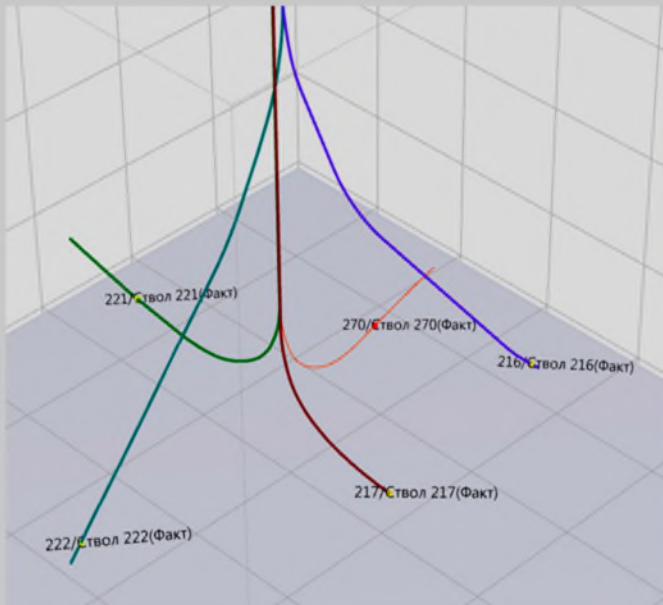 221/Ствол 221(Факт)
270/Ствол 270(Факт)
216/Ствол 216(Факт)
217/Ствол 217(Факт)
222/Ствол 222(Факт)